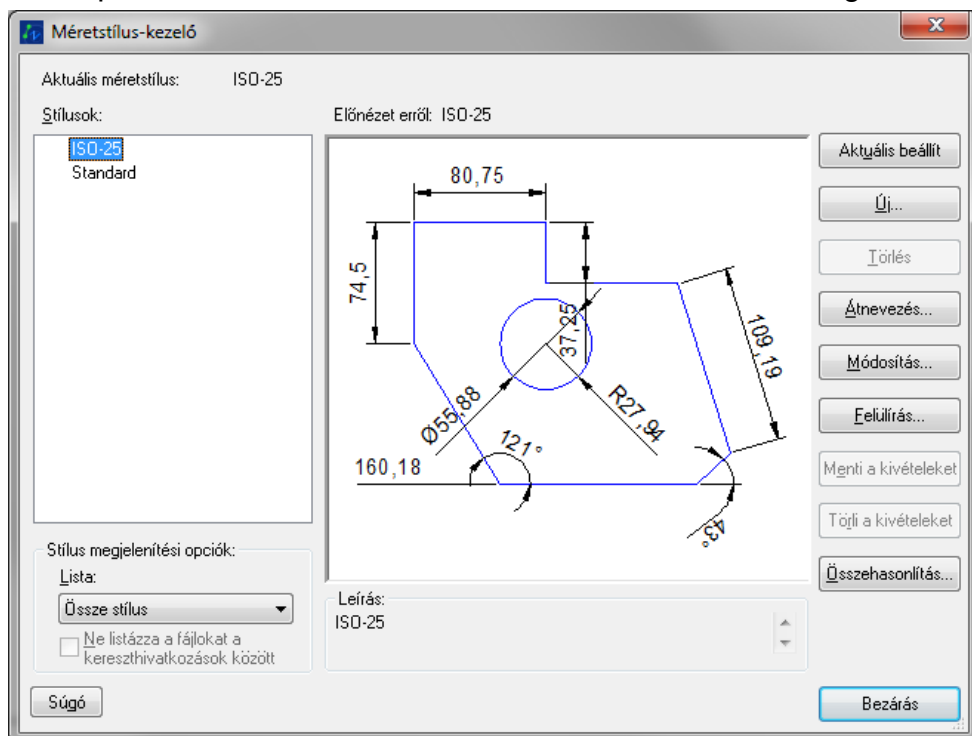 Méretstílus-kezelő
Aktuális méretstílus: ISO-25
Stílusok:
ISO-25
Standard
Előnézet erről: ISO-25
80,75
74,5
37,25
109,19
Ø55,88
R27,94
121°
160,18
43°
Aktuális beállít
Új...
Törlés
Átnevezés...
Módosítás...
Felülírás...
Menti a kivételeket
Törli a kivételeket
Összehasonlítás...
Stílus megjelenítési opciók:
Lista:
Össze stílus
Ne listázza a fájlokat a
kereszthivatkozások között
Leírás:
ISO-25
Súgó
Bezárás